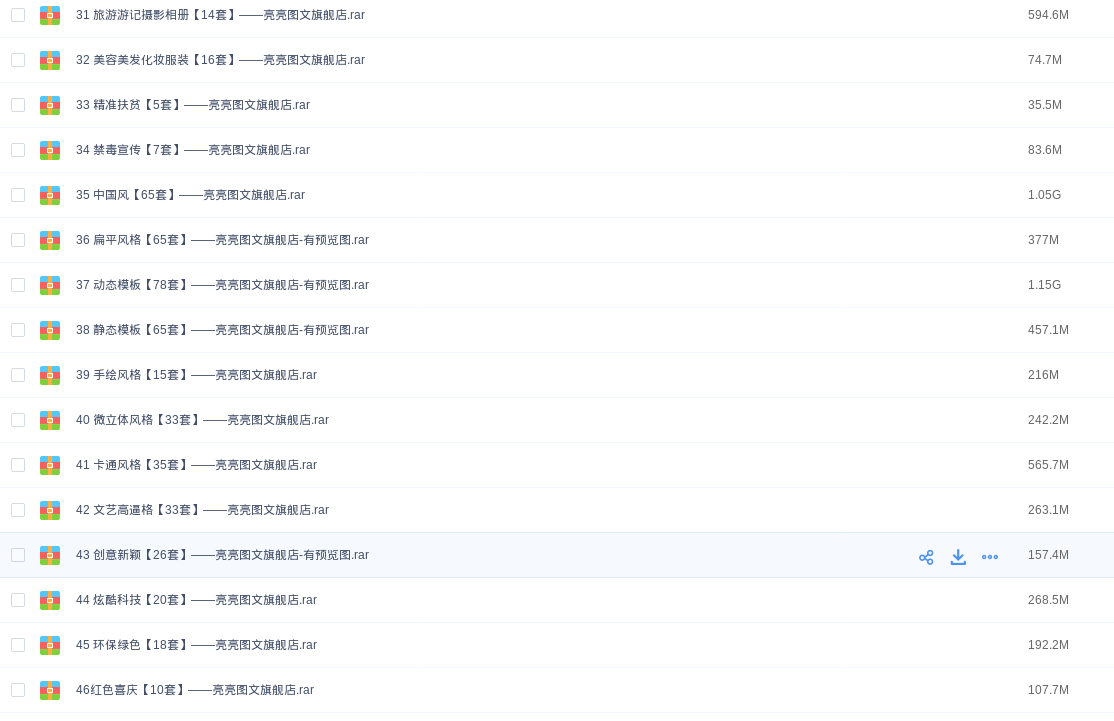 31 旅游游记摄影相册【14套】——亮亮图文旗舰店.rar 594.6M
32 美容美发化妆服装【16套】——亮亮图文旗舰店.rar 74.7M
33 精准扶贫【5套】——亮亮图文旗舰店.rar 35.5M
34 禁毒宣传【7套】——亮亮图文旗舰店.rar 83.6M
35 中国风【65套】——亮亮图文旗舰店.rar 1.05G
36 扁平风格【65套】——亮亮图文旗舰店-有预览图.rar 377M
37 动态模板【78套】——亮亮图文旗舰店-有预览图.rar 1.15G
38 静态模板【65套】——亮亮图文旗舰店-有预览图.rar 457.1M
39 手绘风格【15套】——亮亮图文旗舰店.rar 216M
40 微立体风格【33套】——亮亮图文旗舰店.rar 242.2M
41 卡通风格【35套】——亮亮图文旗舰店.rar 565.7M
42 文艺高逼格【33套】——亮亮图文旗舰店.rar 263.1M
43 创意新颖【26套】——亮亮图文旗舰店-有预览图.rar 157.4M
44 炫酷科技【20套】——亮亮图文旗舰店.rar 268.5M
45 环保绿色【18套】——亮亮图文旗舰店.rar 192.2M
46红色喜庆【10套】——亮亮图文旗舰店.rar 107.7M